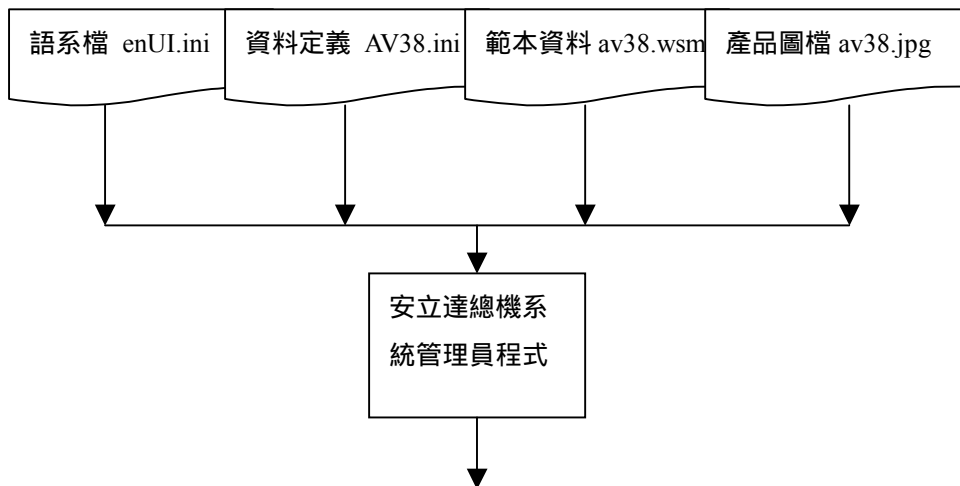 語系檔 enUI.ini
資料定義 AV38.ini
範本資料 av38.wsm
產品圖檔 av38.jpg
安立達總機系
統管理員程式